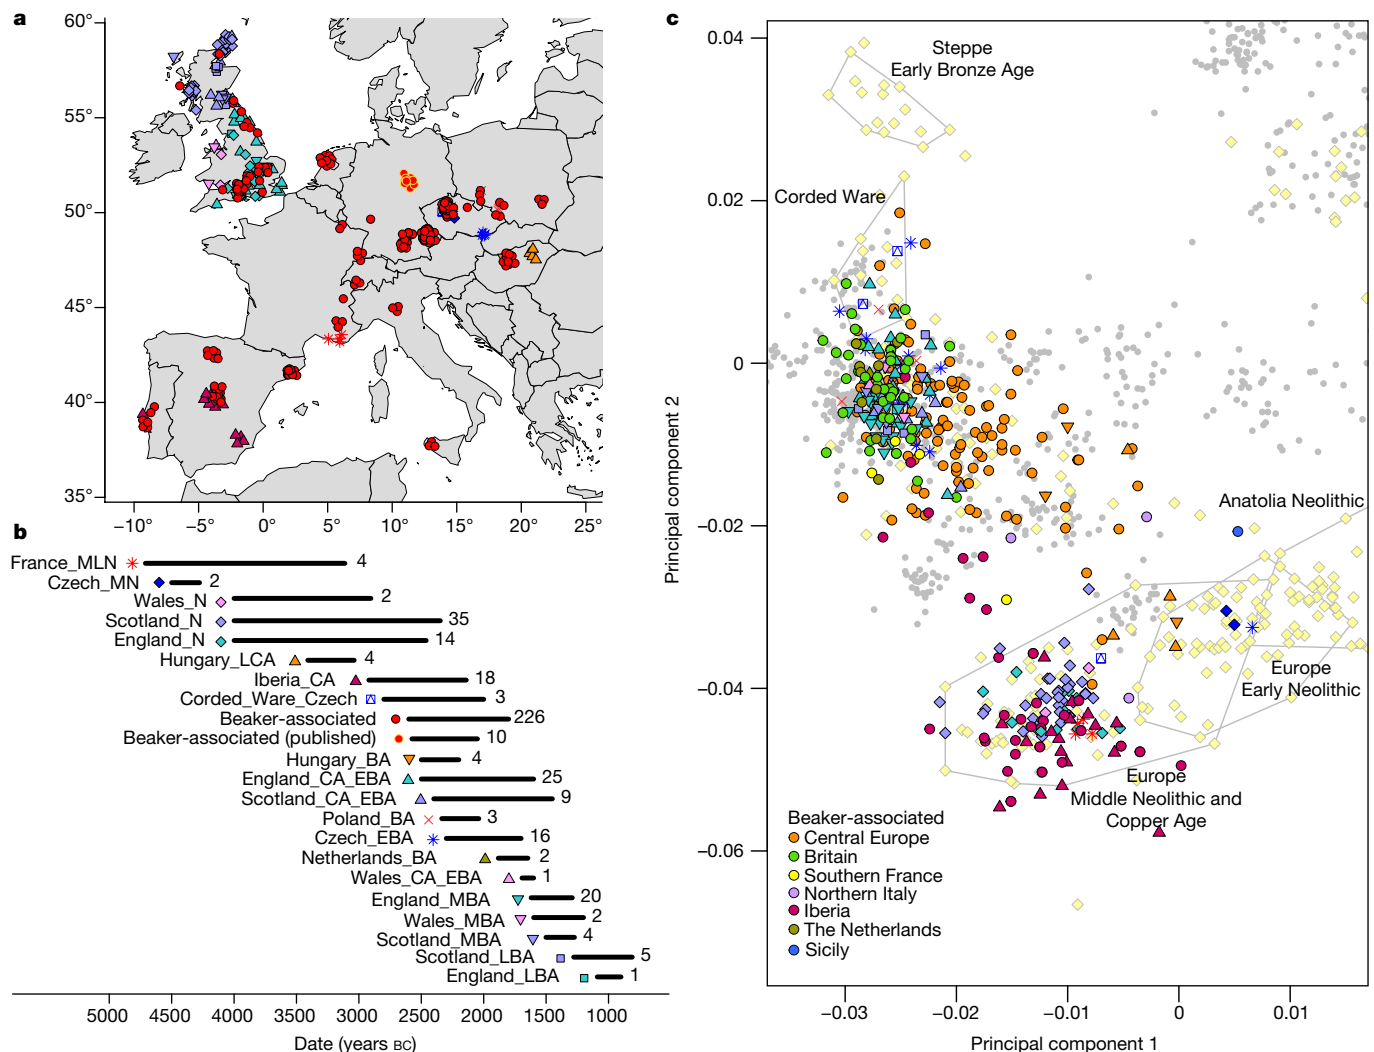 a
60°
55°
50°
45°
40°
35°
−10°
−5°
0°
5°
10°
15°
20°
25°
b
France_MLN 4
Czech_MN 2
Wales_N 2
Scotland_N 35
England_N 14
Hungary_LCA 4
Iberia_CA 18
Corded_Ware_Czech 3
Beaker-associated 226
Beaker-associated (published) 10
Hungary_BA 4
England_CA_EBA 25
Scotland_CA_EBA 9
Poland_BA 3
Czech_EBA 16
Netherlands_BA 2
Wales_CA_EBA 1
England_MBA 20
Wales_MBA 2
Scotland_MBA 4
Scotland_LBA 5
England_LBA 1
5000 4500 4000 3500 3000 2500 2000 1500 1000
Date (years BC)
c
0.04
0.02
0
−0.02
−0.04
−0.06
Principal component 2
Steppe
Early Bronze Age
Corded Ware
Anatolia Neolithic
Europe
Early Neolithic
Europe
Middle Neolithic and
Copper Age
Beaker-associated
Central Europe
Britain
Southern France
Northern Italy
Iberia
The Netherlands
Sicily
−0.03 −0.02 −0.01 0 0.01
Principal component 1